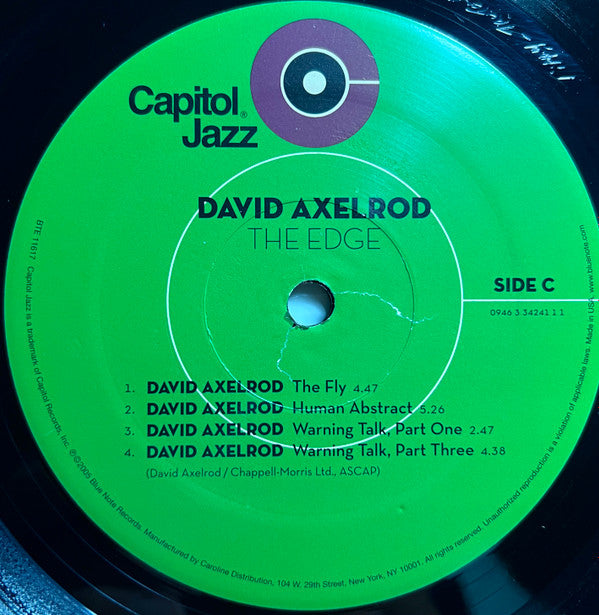 Capitol®
Jazz
DAVID AXELROD
THE EDGE
SIDE C
0946 3 34241 1 1
1. DAVID AXELROD The Fly 4.47
2. DAVID AXELROD Human Abstract 5.26
3. DAVID AXELROD Warning Talk, Part One 2.47
4. DAVID AXELROD Warning Talk, Part Three 4.38
(David Axelrod / Chappell-Morris Ltd., ASCAP)
BTE 11617. Capitol Jazz is a trademark of Capitol Records, Inc. ℗©2005 Blue Note Records. Manufactured by Caroline Distribution, 104 W. 29th Street, New York, NY 10001. All rights reserved. Unauthorized reproduction is a violation of applicable laws. Made in USA. www.bluenote.com